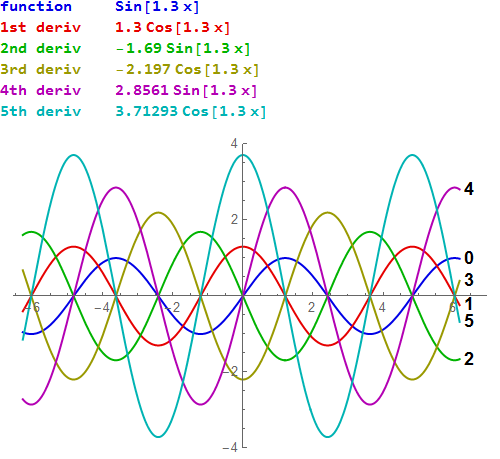 function Sin[1.3 x]
1st deriv 1.3 Cos[1.3 x]
2nd deriv -1.69 Sin[1.3 x]
3rd deriv -2.197 Cos[1.3 x]
4th deriv 2.8561 Sin[1.3 x]
5th deriv 3.71293 Cos[1.3 x]
4
4
2
0
3
-6 -4 -2 2 4 6
1
5
2
-2
-4